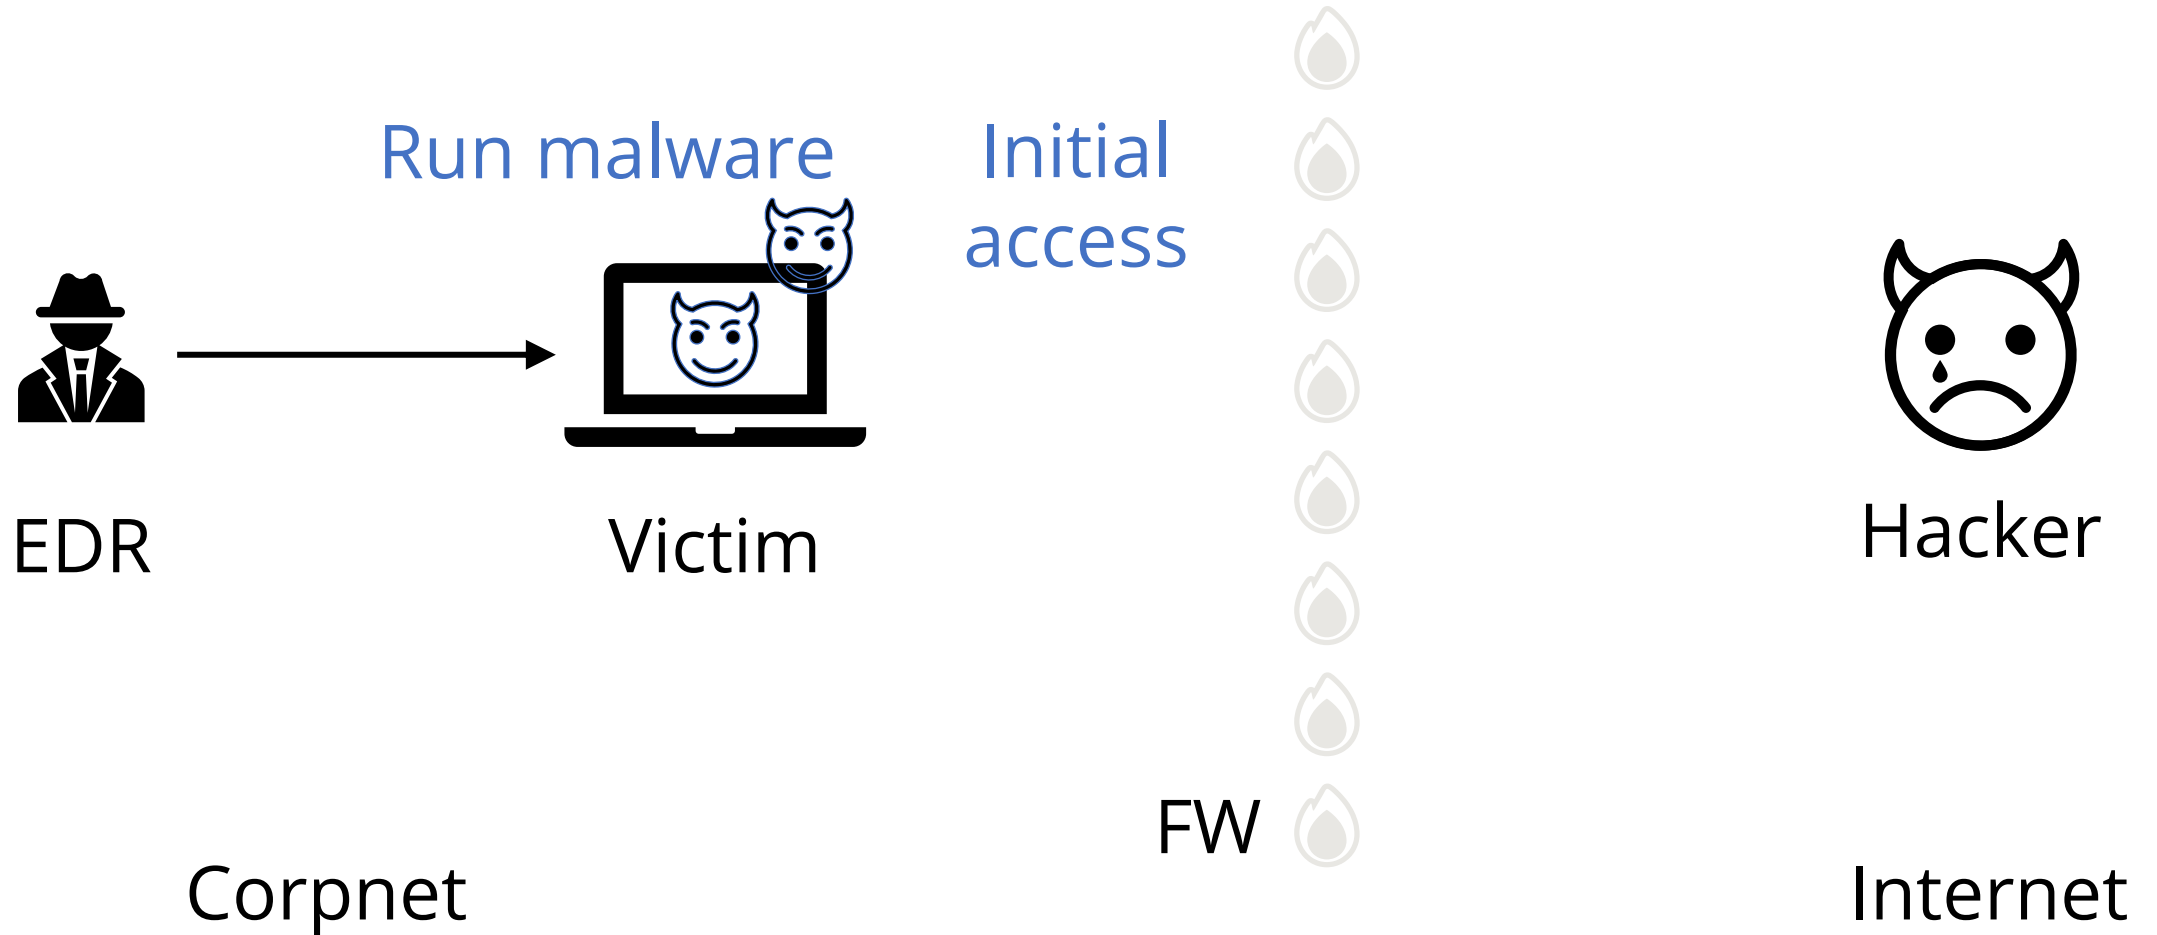 Run malware
Initial
access
EDR
Victim
Hacker
FW
Corpnet
Internet